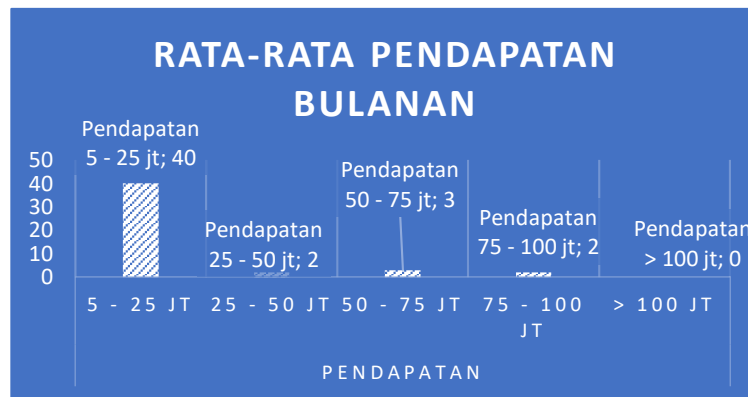 RATA-RATA PENDAPATAN
BULANAN
Pendapatan
5 - 25 jt; 40
Pendapatan
25 - 50 jt; 2
Pendapatan
50 - 75 jt; 3
Pendapatan
75 - 100 jt; 2
Pendapatan
> 100 jt; 0
50
40
30
20
10
0
5 - 25 JT
25 - 50 JT
50 - 75 JT
75 - 100
JT
> 100 JT
PENDAPATAN